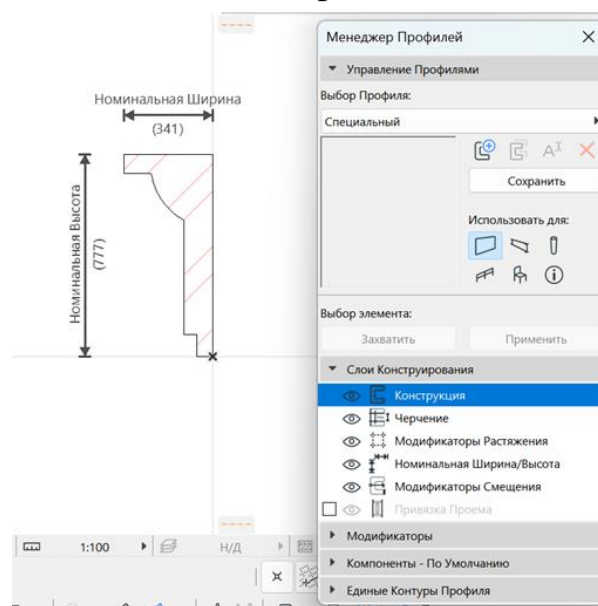 Менеджер Профилей
Управление Профилями
Выбор Профиля:
Специальный
Сохранить
Использовать для:
Выбор элемента:
Захватить Применить
Слои Конструирования
Конструкция
Черчение
Модификаторы Растяжения
Номинальная Ширина/Высота
Модификаторы Смещения
Привязка Проема
Модификаторы
Компоненты - По Умолчанию
Единые Контуры Профиля
Номинальная Ширина
(341)
Номинальная Высота
(777)
1:100 Н/Д